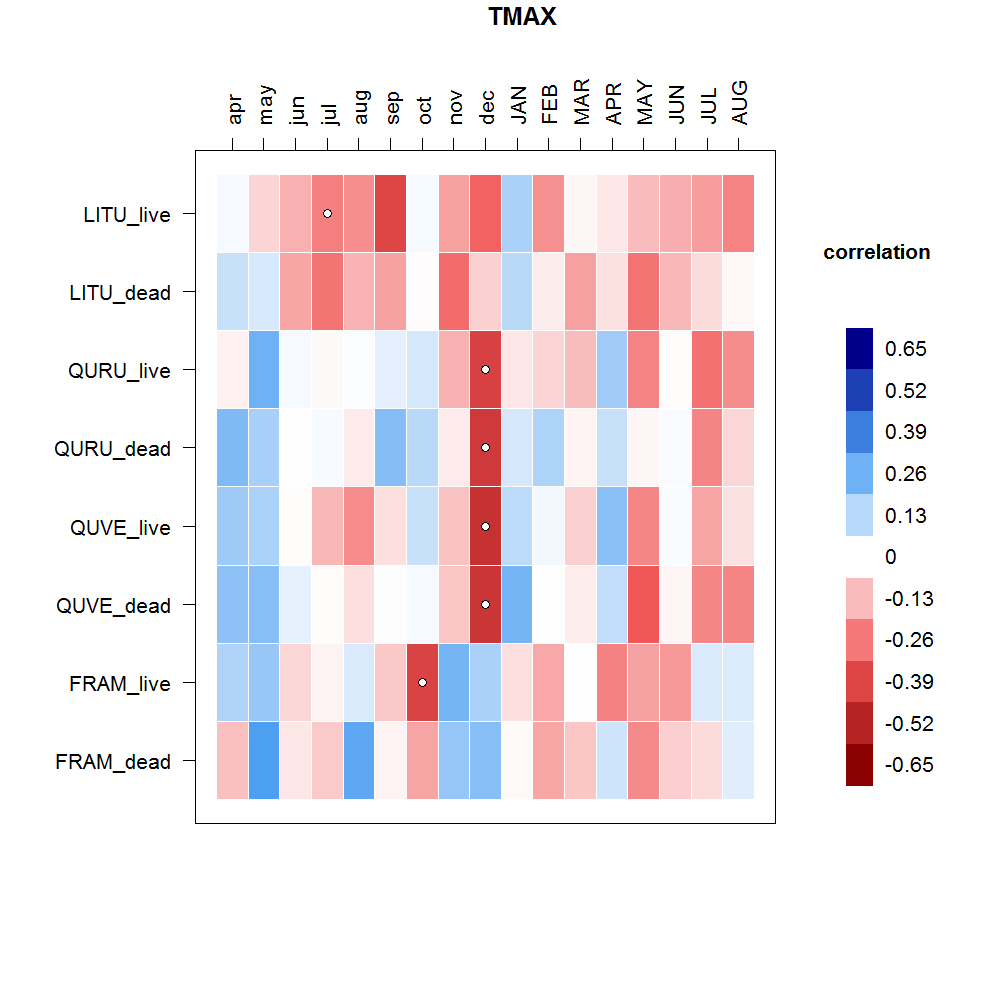 TMAX
apr may jun jul aug sep oct nov dec JAN FEB MAR APR MAY JUN JUL AUG
LITU_live
LITU_dead
QURU_live
QURU_dead
QUVE_live
QUVE_dead
FRAM_live
FRAM_dead
correlation
0.65
0.52
0.39
0.26
0.13
0
-0.13
-0.26
-0.39
-0.52
-0.65